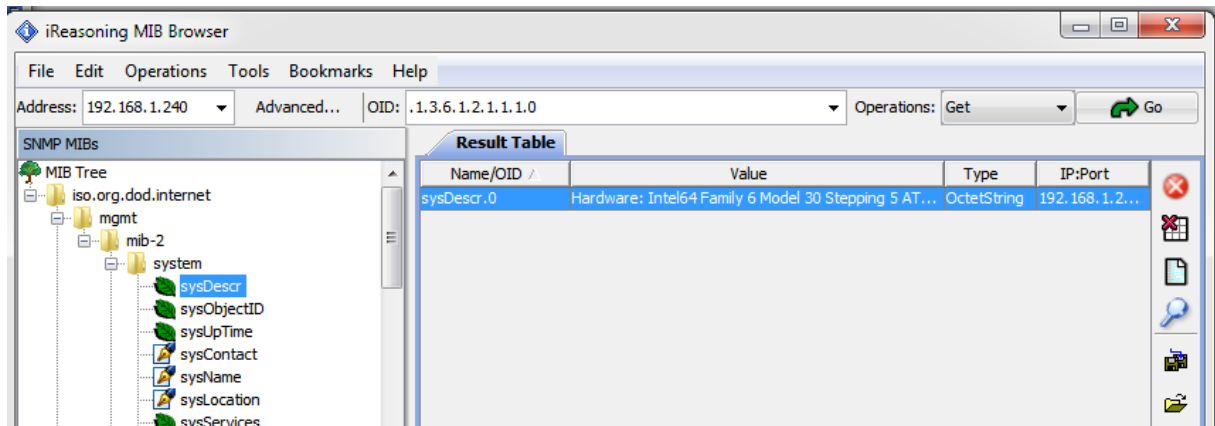 iReasoning MIB Browser
File Edit Operations Tools Bookmarks Help
Address: 192.168.1.240 Advanced... OID: .1.3.6.1.2.1.1.1.0 Operations: Get Go
SNMP MIBs
MIB Tree
iso.org.dod.internet
mgmt
mib-2
system
sysDescr
sysObjectID
sysUpTime
sysContact
sysName
sysLocation
sysServices
Result Table
Name/OID Value Type IP:Port
sysDescr.0 Hardware: Intel64 Family 6 Model 30 Stepping 5 AT... OctetString 192.168.1.2...